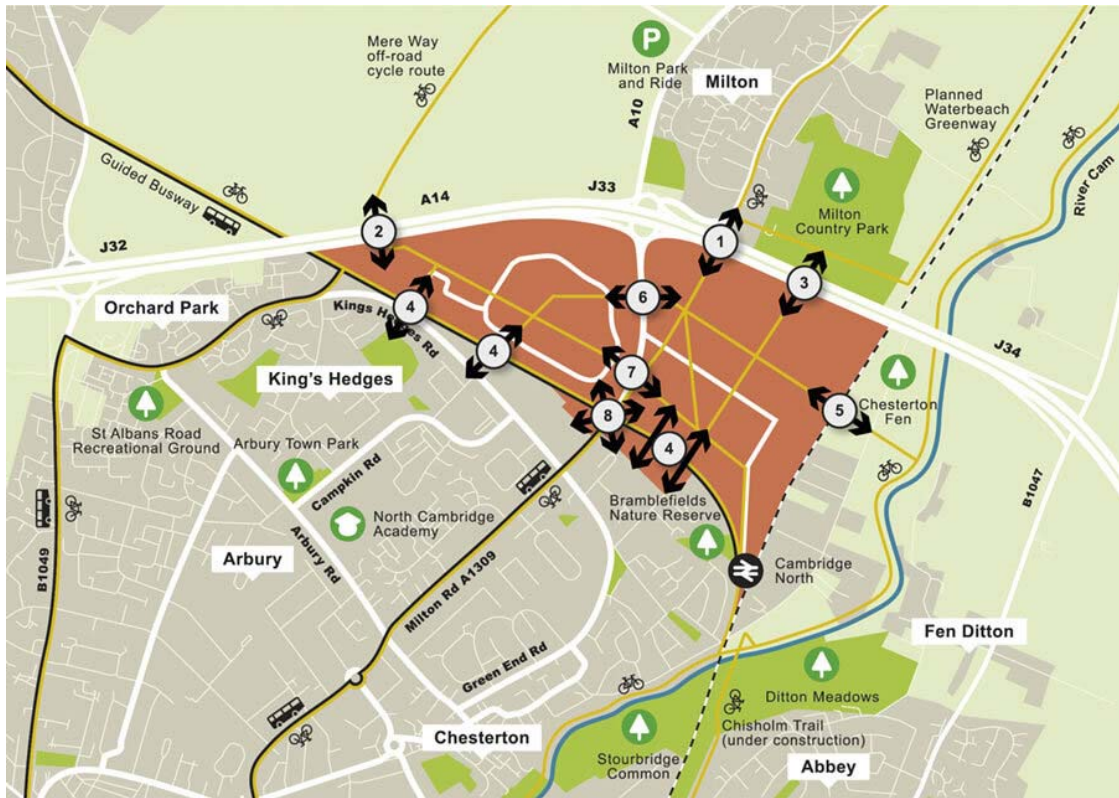 Mere Way
off-road
cycle route
P
Milton Park
and Ride
Milton
A10
Planned
Waterbeach
Greenway
River Cam
Guided Busway
A14
J33
Milton
Country Park
J32
2
1
3
Orchard Park
4
Kings Hedges Rd
6
J34
King's Hedges
4
7
5
Chesterton
Fen
St Albans Road
Recreational Ground
Arbury Town Park
8
4
B1047
Campkin Rd
Bramblefields
Nature Reserve
North Cambridge
Academy
B1049
Arbury
Arbury Rd
Milton Rd A1309
Cambridge
North
Fen Ditton
Green End Rd
Ditton Meadows
Chesterton
Chisholm Trail
(under construction)
Stourbridge
Common
Abbey